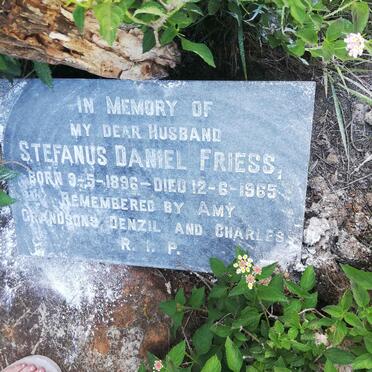 IN MEMORY OF
MY DEAR HUSBAND
STEFANUS DANIEL FRIESS,
BORN 9-5-1896-DIED 12-6-1965
REMEMBERED BY AMY
GRANDSONS DENZIL AND CHARLES
R.I.P.